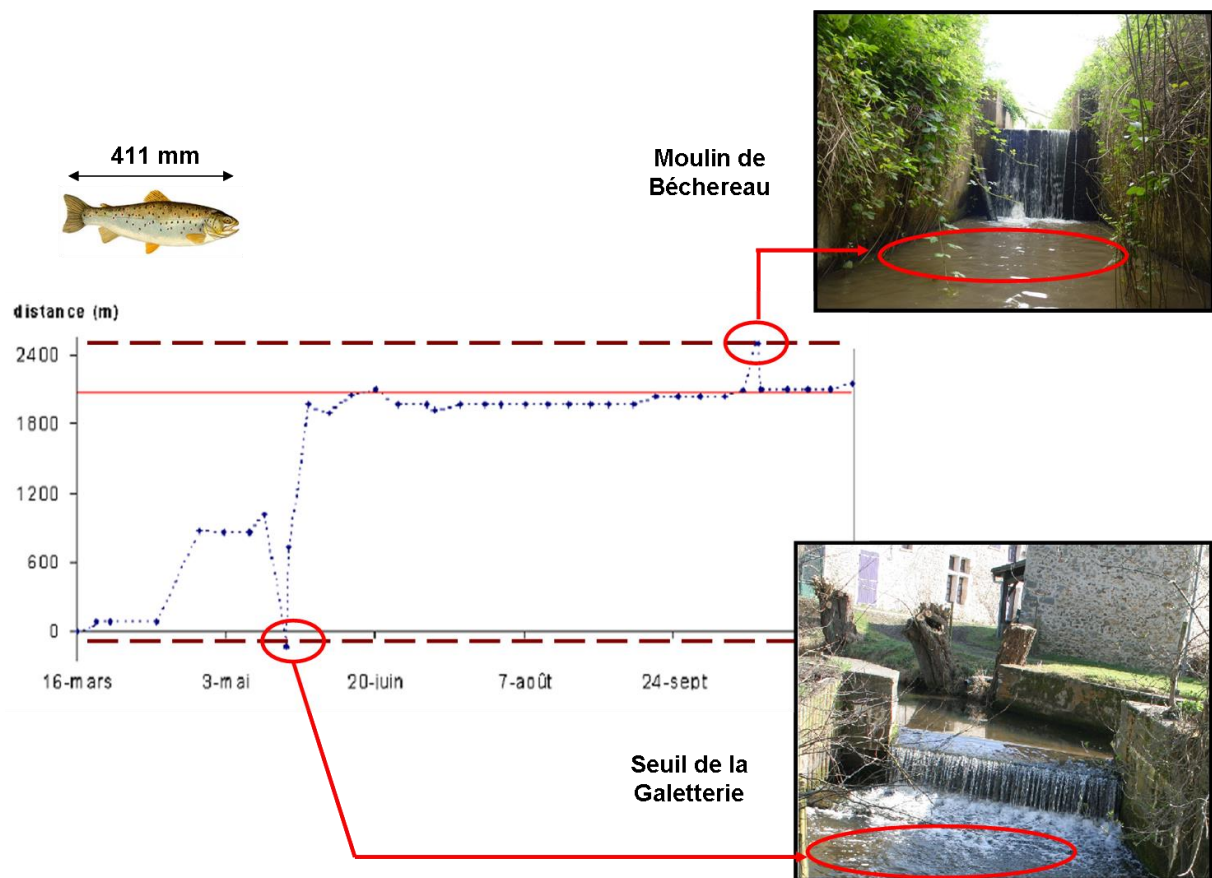 411 mm
Moulin de
Béchereau
distance (m)
2400
1800
1200
600
0
16-mars
3-mai
20-juin
7-août
24-sept
Seuil de la
Galetterie